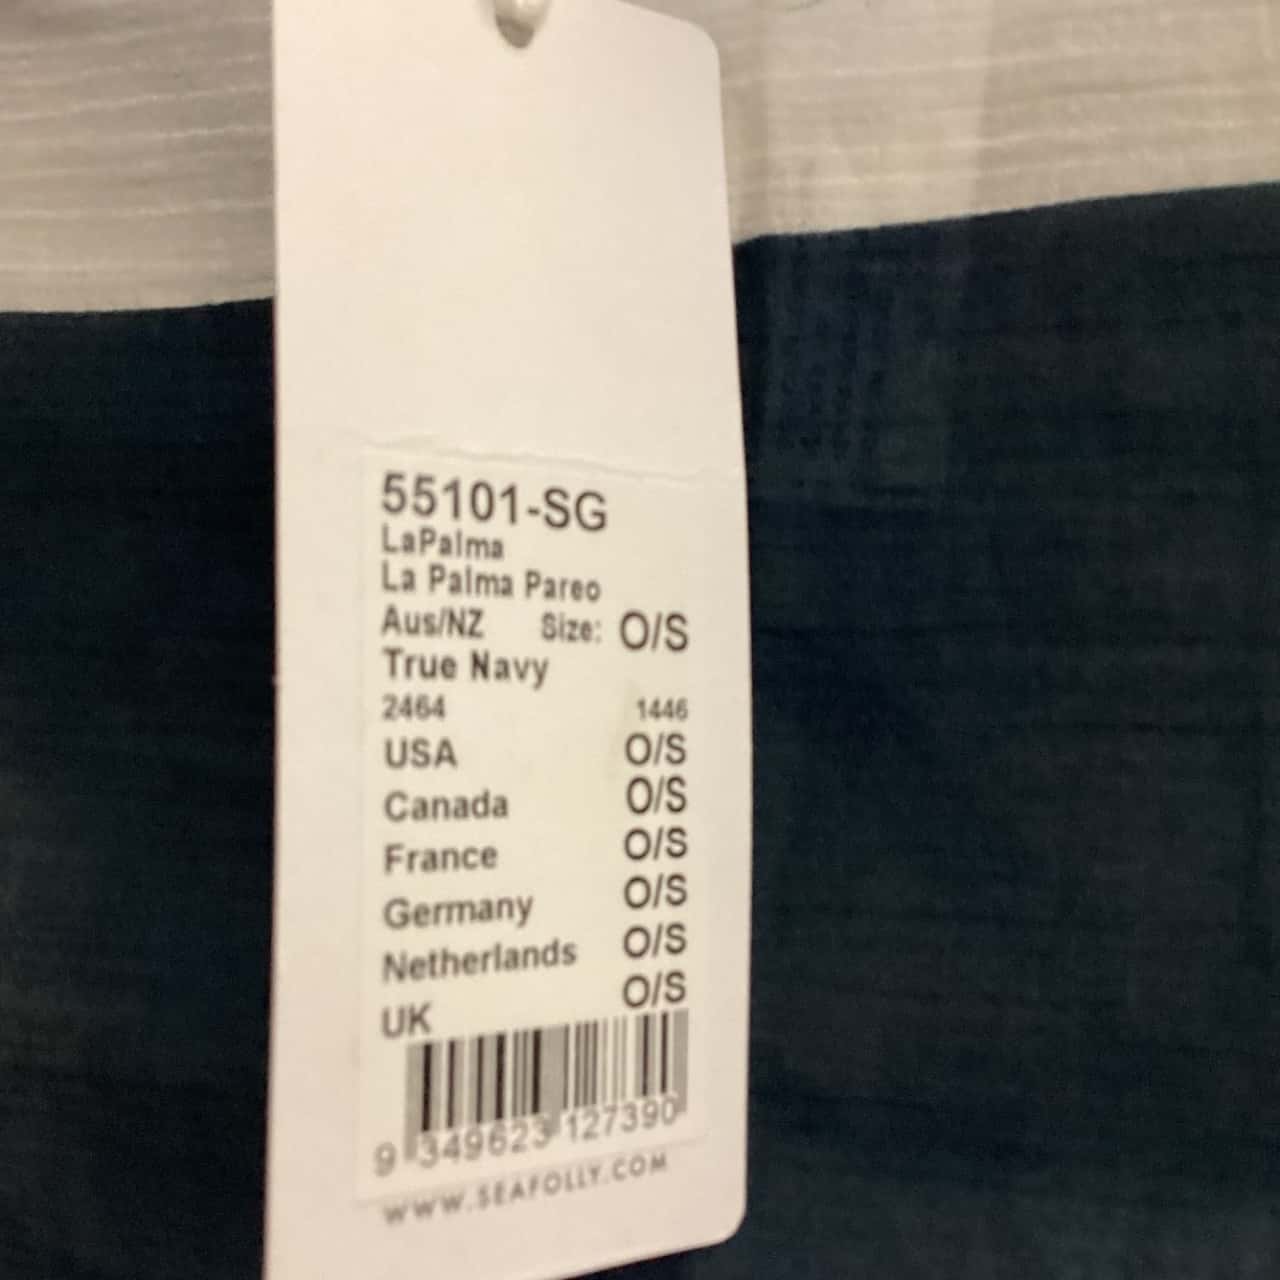 55101-SG
LaPalma
La Palma Pareo
Aus/NZ Size: O/S
True Navy
2464 1446
USA O/S
Canada O/S
France O/S
Germany O/S
Netherlands O/S
UK O/S
9 349623 127390
WWW.SEAFOLLY.COM